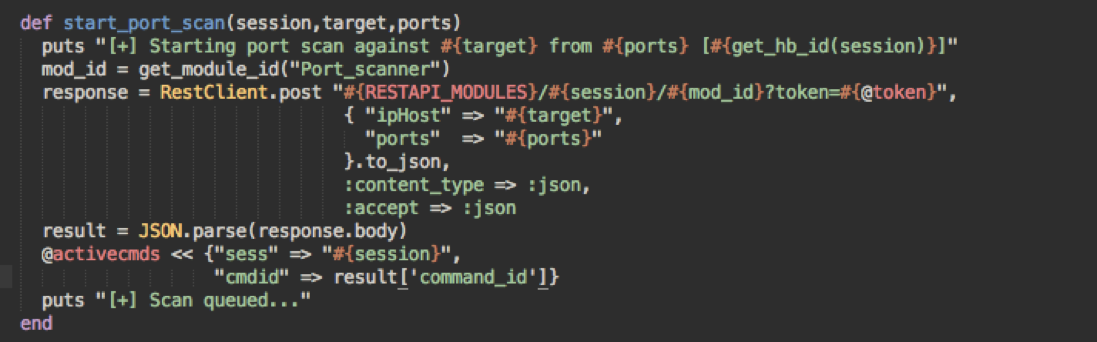 def start_port_scan(session,target,ports)
  puts "[+] Starting port scan against #{target} from #{ports} [#{get_hb_id(session)}]"
  mod_id = get_module_id("Port_scanner")
  response = RestClient.post "#{RESTAPI_MODULES}/#{session}/#{mod_id}?token=#{@token}",
                              { "ipHost" => "#{target}",
                                "ports"  => "#{ports}"
                              }.to_json,
                              :content_type => :json,
                              :accept => :json
  result = JSON.parse(response.body)
  @activecmds << {"sess" => "#{session}",
                  "cmdid" => result['command_id']}
  puts "[+] Scan queued..."
end